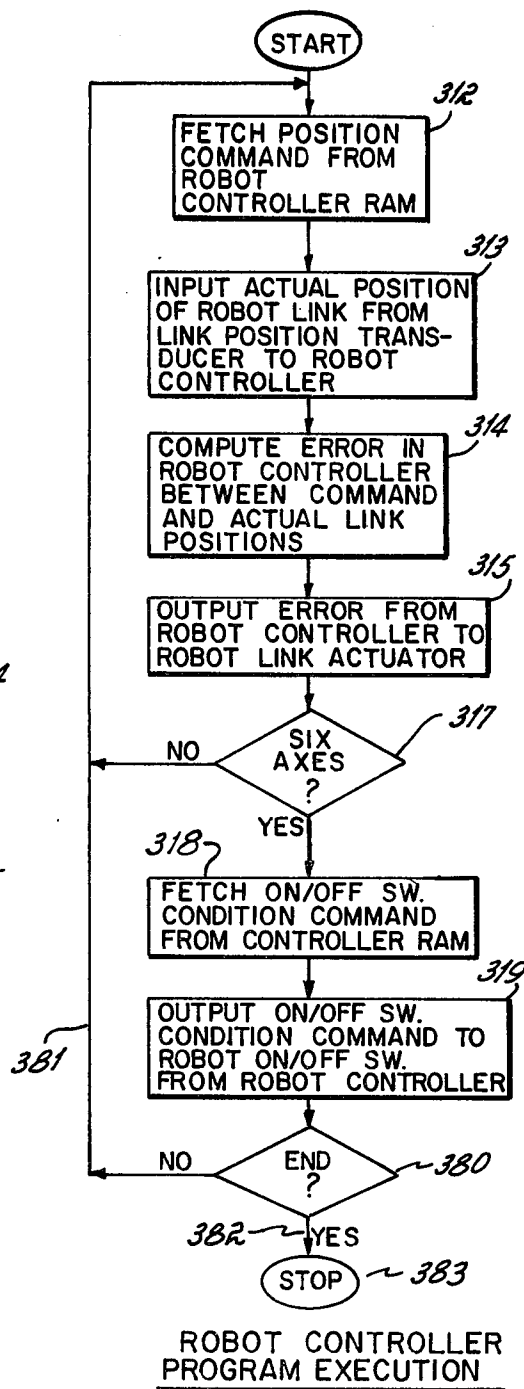 START
312
FETCH POSITION
COMMAND FROM
ROBOT
CONTROLLER RAM
313
INPUT ACTUAL POSITION
OF ROBOT LINK FROM
LINK POSITION TRANS-
DUCER TO ROBOT
CONTROLLER
314
COMPUTE ERROR IN
ROBOT CONTROLLER
BETWEEN COMMAND
AND ACTUAL LINK
POSITIONS
315
OUTPUT ERROR FROM
ROBOT CONTROLLER TO
ROBOT LINK ACTUATOR
317
NO
SIX
AXES
?
YES
318
FETCH ON/OFF SW.
CONDITION COMMAND
FROM CONTROLLER RAM
319
OUTPUT ON/OFF SW.
CONDITION COMMAND TO
ROBOT ON/OFF SW.
FROM ROBOT CONTROLLER
381
NO
END
?
380
382
YES
STOP
383
ROBOT CONTROLLER
PROGRAM EXECUTION